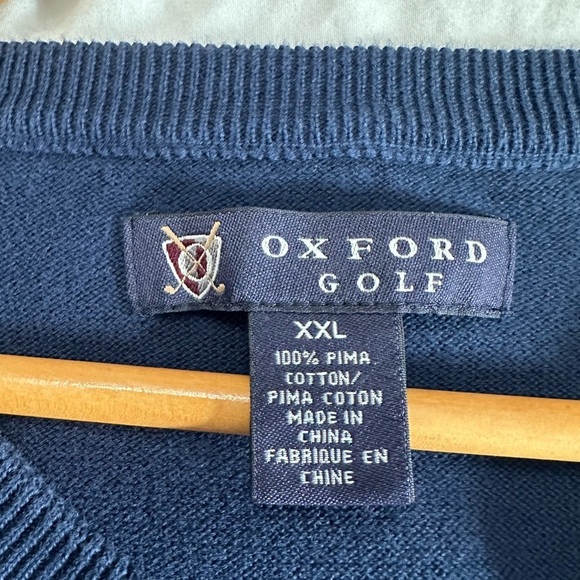 OXFORD
GOLF
XXL
100% PIMA
COTTON/
PIMA COTON
MADE IN
CHINA
FABRIQUE EN
CHINE